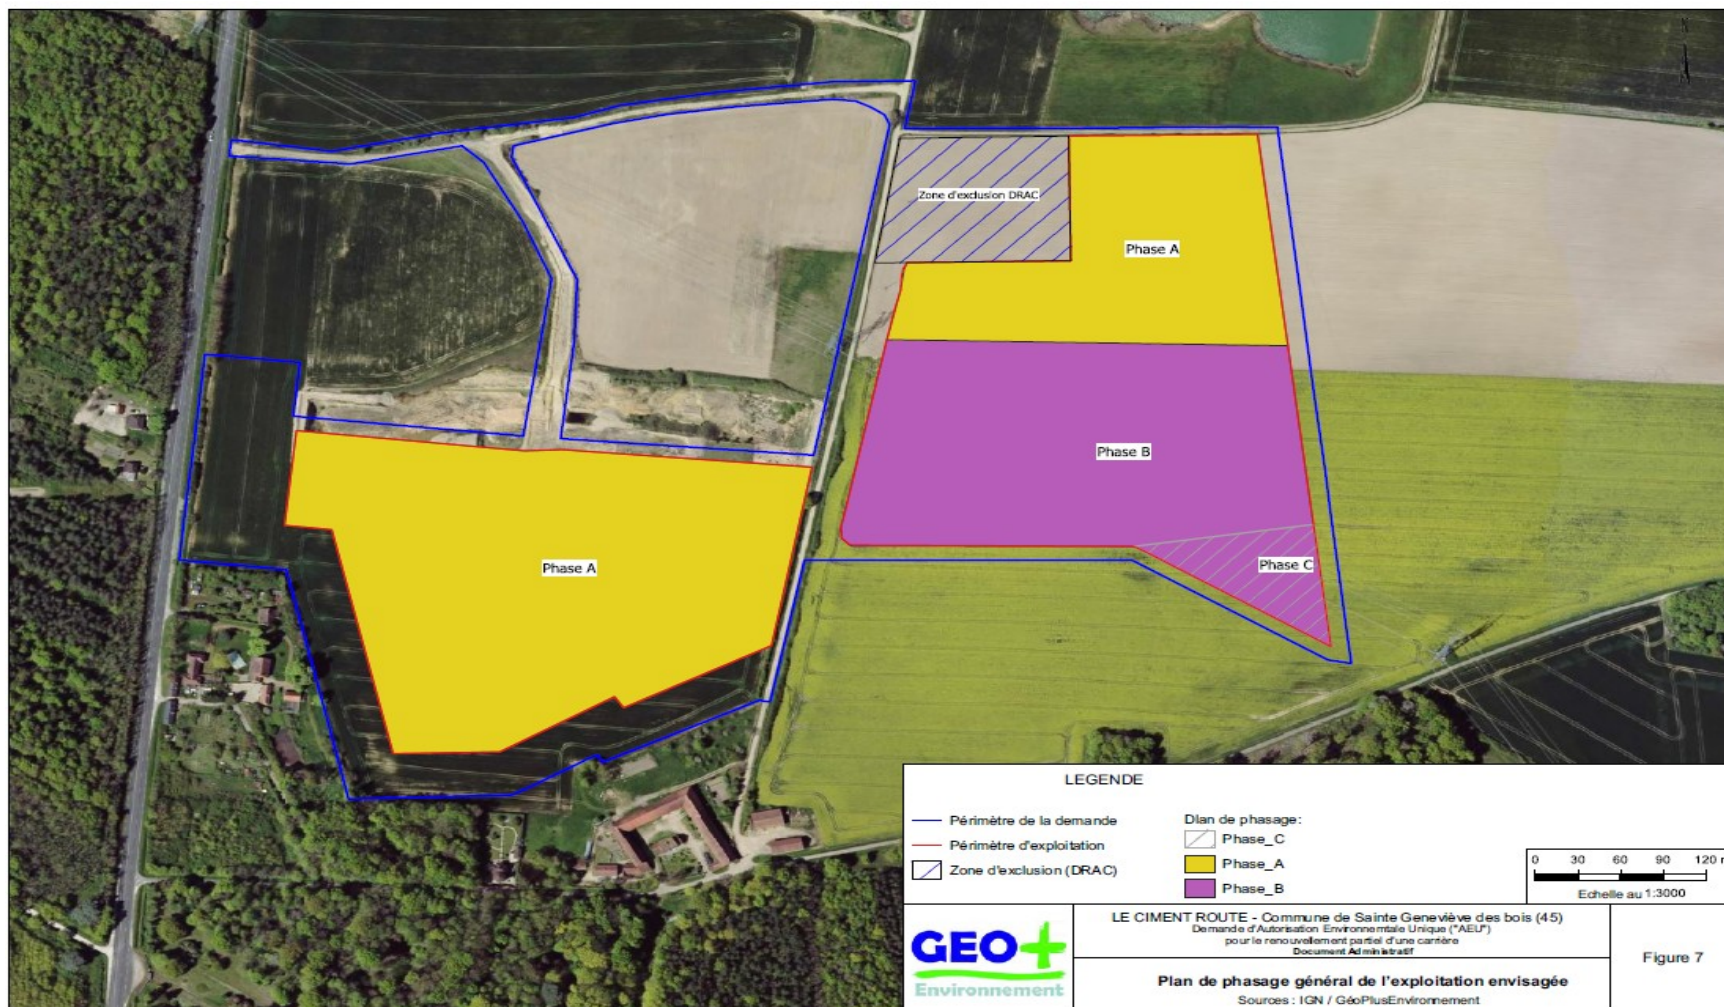 Zone d'exclusion DRAC
Phase A
Phase B
Phase A
Phase C
LEGENDE
Périmètre de la demande
Périmètre d'exploitation
Zone d'exclusion (DRAC)
Dlan de phasage:
Phase_C
Phase_A
Phase_B
0 30 60 90 120 m
Echelle au 1:3000
GEO+
Environnement
LE CIMENT ROUTE - Commune de Sainte Geneviève des bois (45)
Demande d'Autorisation Environnemtale Unique ("AEU")
pour le renouvellement partiel d'une carrière
Document Administratif
Plan de phasage général de l'exploitation envisagée
Sources : IGN / GéoPlusEnvironnement
Figure 7